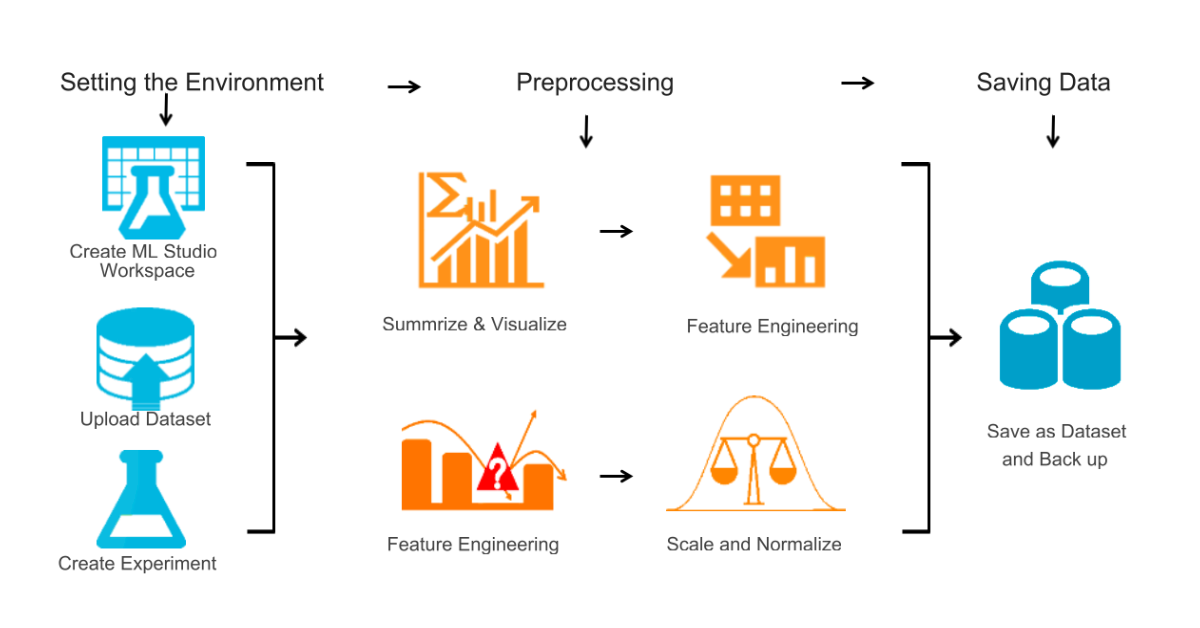 Setting the Environment
Preprocessing
Saving Data
Create ML Studio
Workspace
Upload Dataset
Create Experiment
Summrize & Visualize
Feature Engineering
?
Feature Engineering
Scale and Normalize
Save as Dataset
and Back up